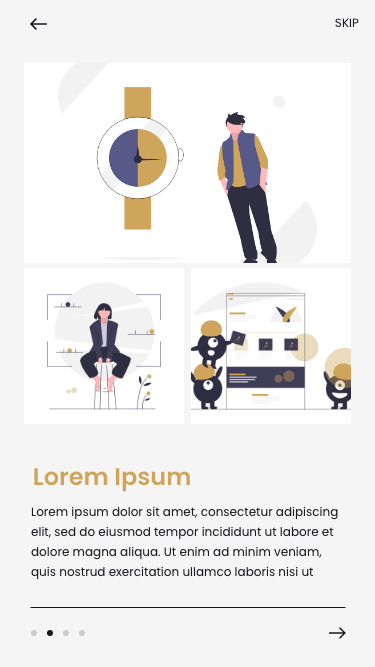 SKIP
Lorem Ipsum
Lorem ipsum dolor sit amet, consectetur adipiscing
elit, sed do eiusmod tempor incididunt ut labore et
dolore magna aliqua. Ut enim ad minim veniam,
quis nostrud exercitation ullamco laboris nisi ut